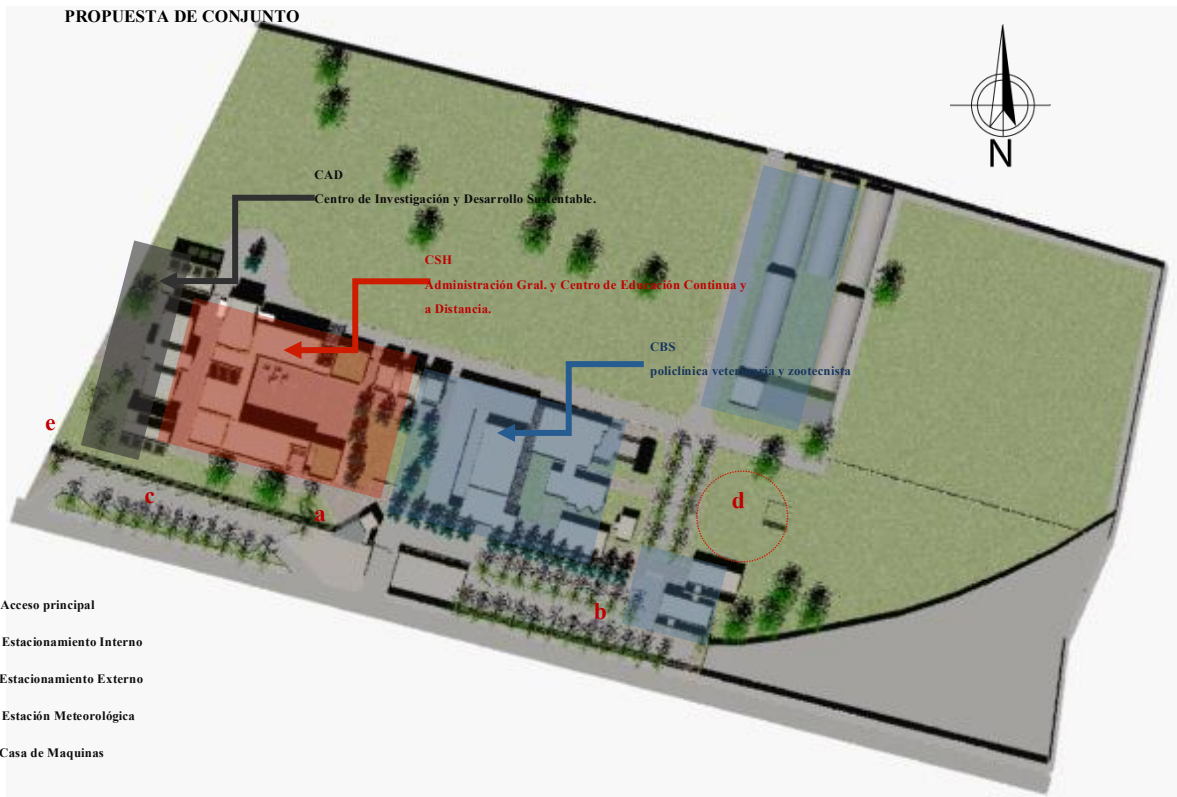 PROPUESTA DE CONJUNTO
N
CAD
Centro de Investigación y Desarrollo Sustentable.
CSH
Administración Gral. y Centro de Educación Continua y
a Distancia.
CBS
policlínica veterinaria y zootecnista
e
c
a
d
b
Acceso principal
Estacionamiento Interno
Estacionamiento Externo
Estación Meteorológica
Casa de Maquinas